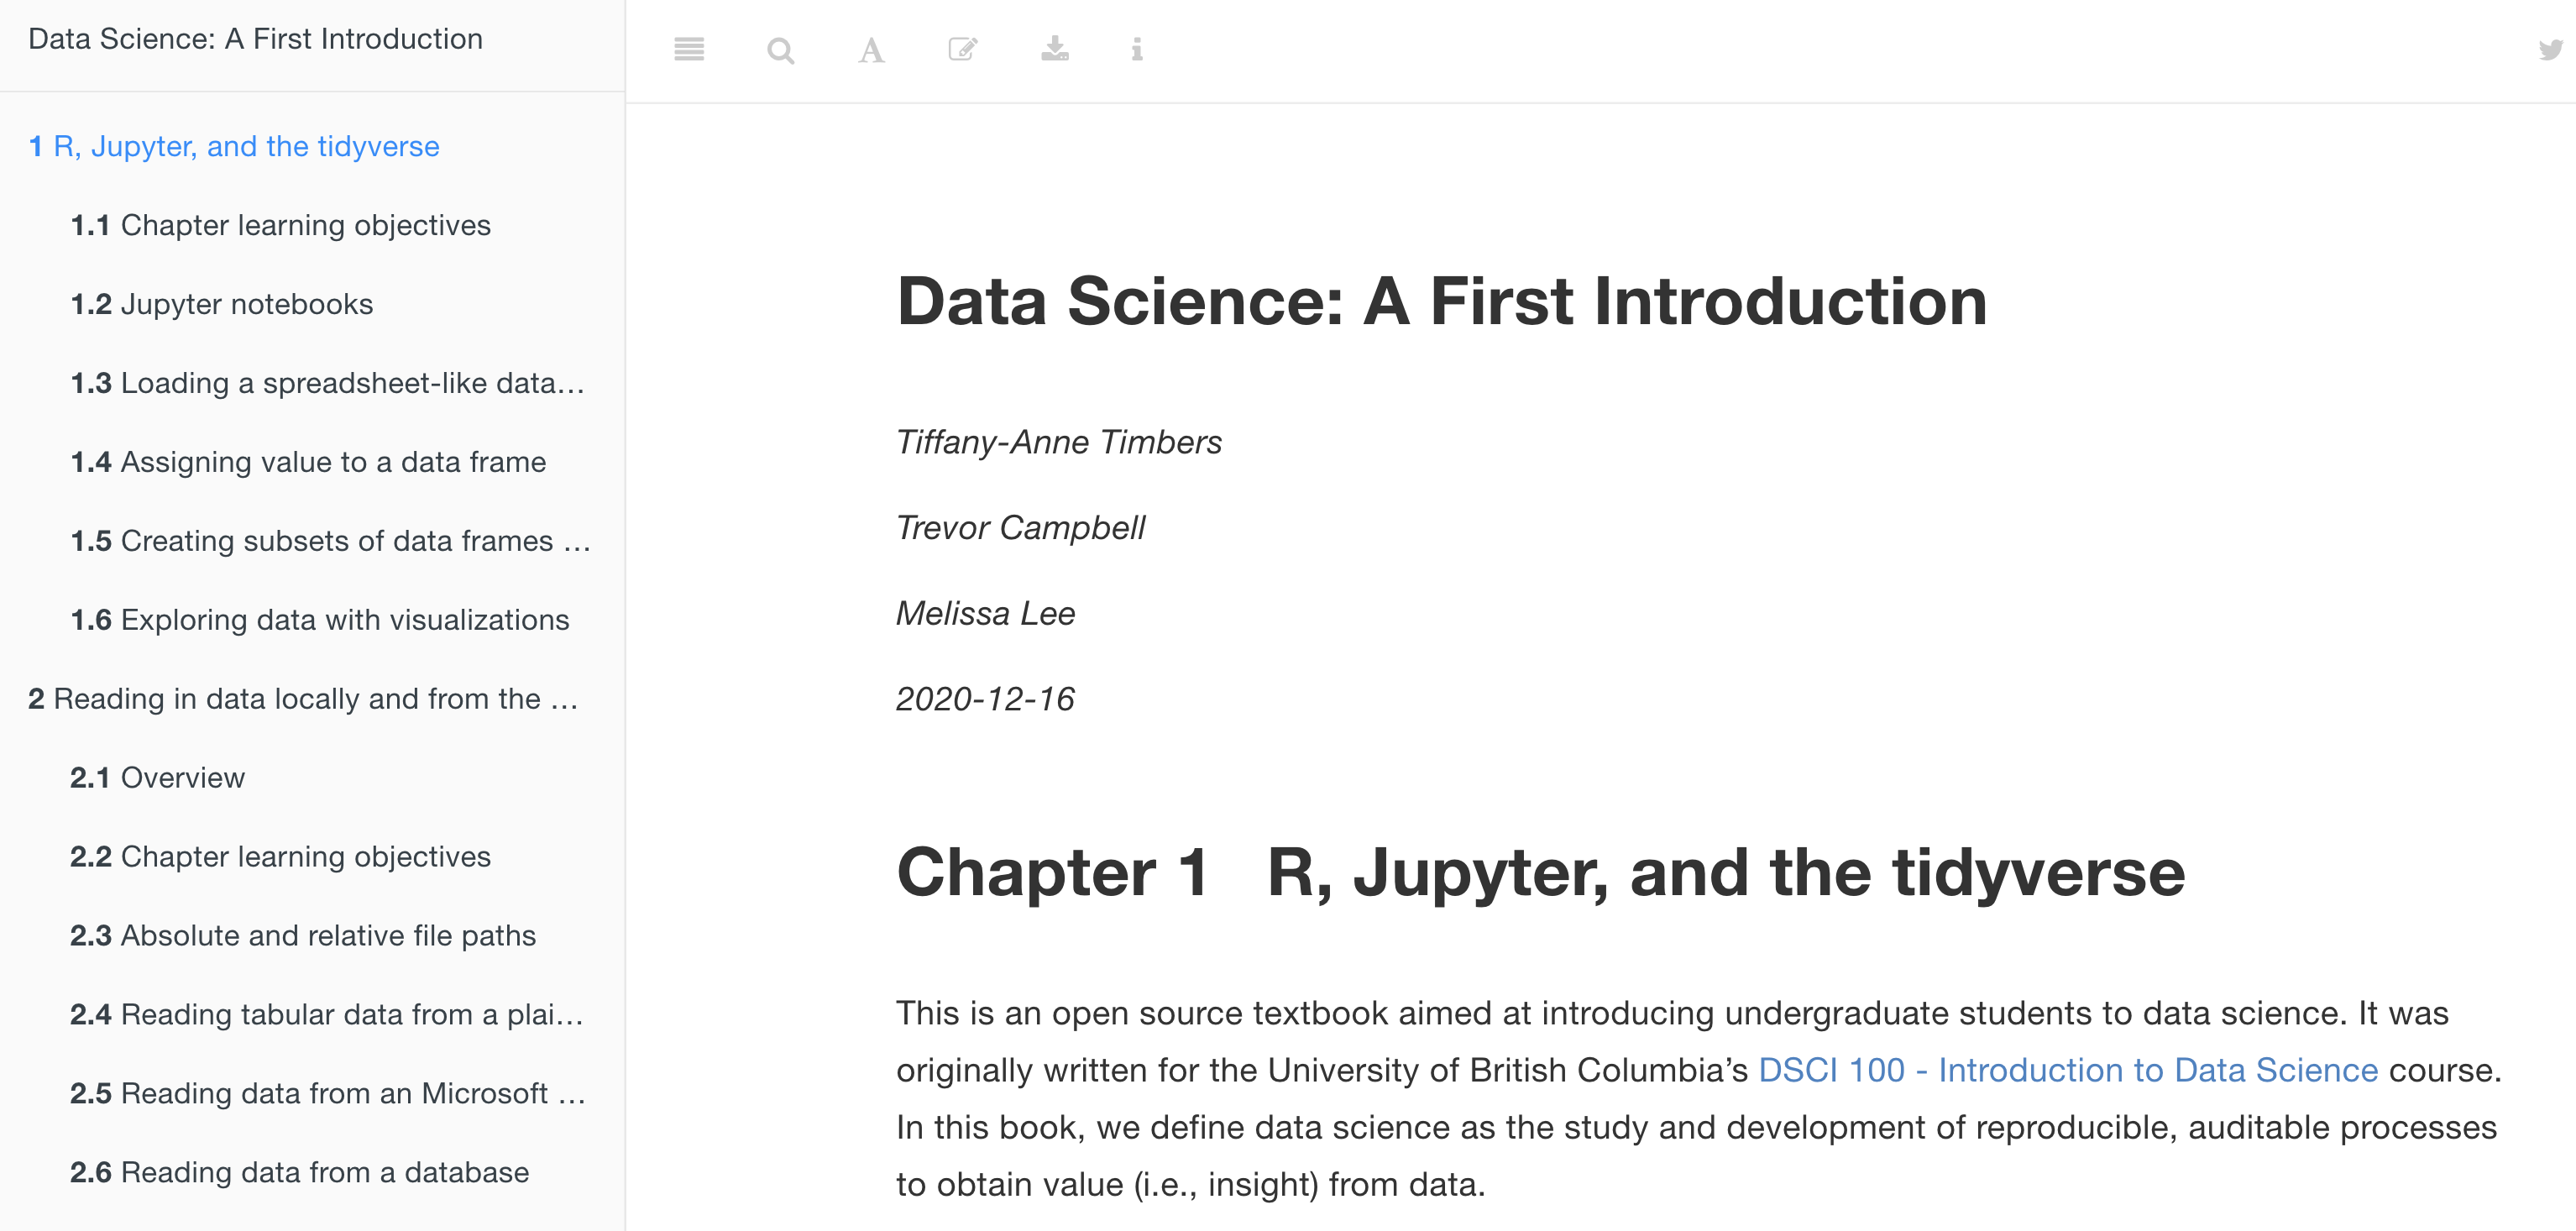 Data Science: A First Introduction
1 R, Jupyter, and the tidyverse
1.1 Chapter learning objectives
1.2 Jupyter notebooks
1.3 Loading a spreadsheet-like data…
1.4 Assigning value to a data frame
1.5 Creating subsets of data frames …
1.6 Exploring data with visualizations
2 Reading in data locally and from the …
2.1 Overview
2.2 Chapter learning objectives
2.3 Absolute and relative file paths
2.4 Reading tabular data from a plai…
2.5 Reading data from an Microsoft …
2.6 Reading data from a database
Data Science: A First Introduction
Tiffany-Anne Timbers
Trevor Campbell
Melissa Lee
2020-12-16
Chapter 1 R, Jupyter, and the tidyverse
This is an open source textbook aimed at introducing undergraduate students to data science. It was
originally written for the University of British Columbia’s DSCI 100 - Introduction to Data Science course.
In this book, we define data science as the study and development of reproducible, auditable processes
to obtain value (i.e., insight) from data.